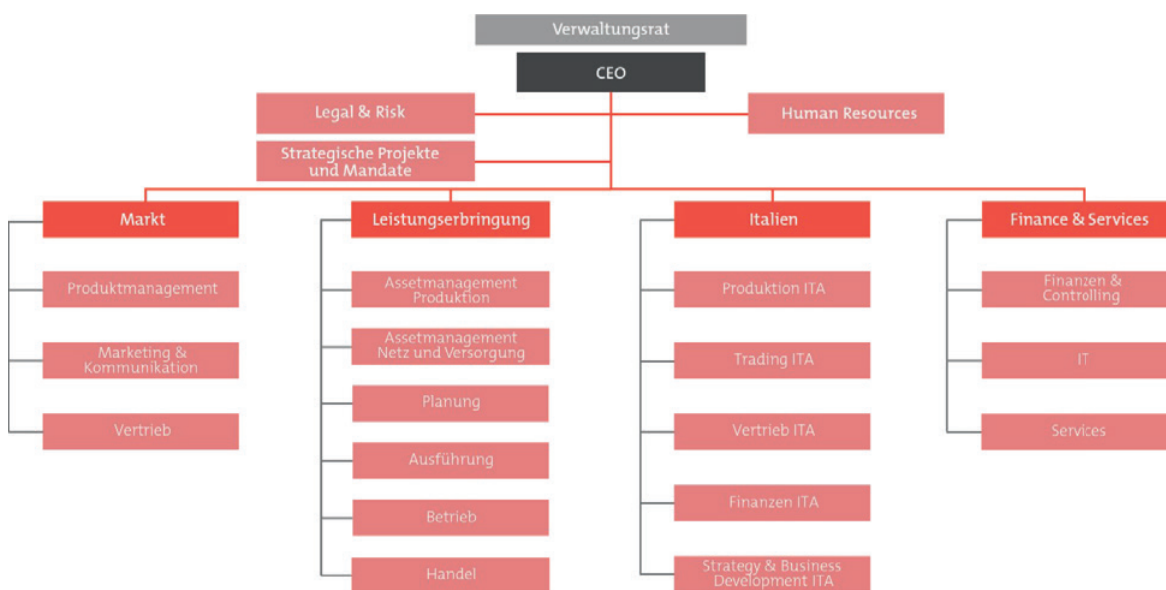 Verwaltungsrat
CEO
Legal & Risk
Human Resources
Strategische Projekte
und Mandate
Markt
Leistungserbringung
Italien
Finance & Services
Produktmanagement
Marketing &
Kommunikation
Vertrieb
Assetmanagement
Produktion
Assetmanagement
Netz und Versorgung
Planung
Ausführung
Betrieb
Handel
Produktion ITA
Trading ITA
Vertrieb ITA
Finanzen ITA
Strategy & Business
Development ITA
Finanzen &
Controlling
IT
Services